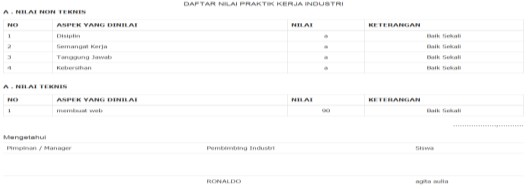 DAFTAR NILAI PRAKTIK KERJA INDUSTRI
A . NILAI NON TEKNIS
NO ASPEK YANG DINILAI NILAI KETERANGAN
1 Disiplin a Baik Sekali
2 Semangat Kerja a Baik Sekali
3 Tanggung Jawab a Baik Sekali
4 Kebersihan a Baik Sekali
A . NILAI TEKNIS
NO ASPEK YANG DINILAI NILAI KETERANGAN
1 membuat web 90 Baik Sekali
Mengetahui
Pimpinan / Manager Pembimbing Industri Siswa
RONALDO agita aulia